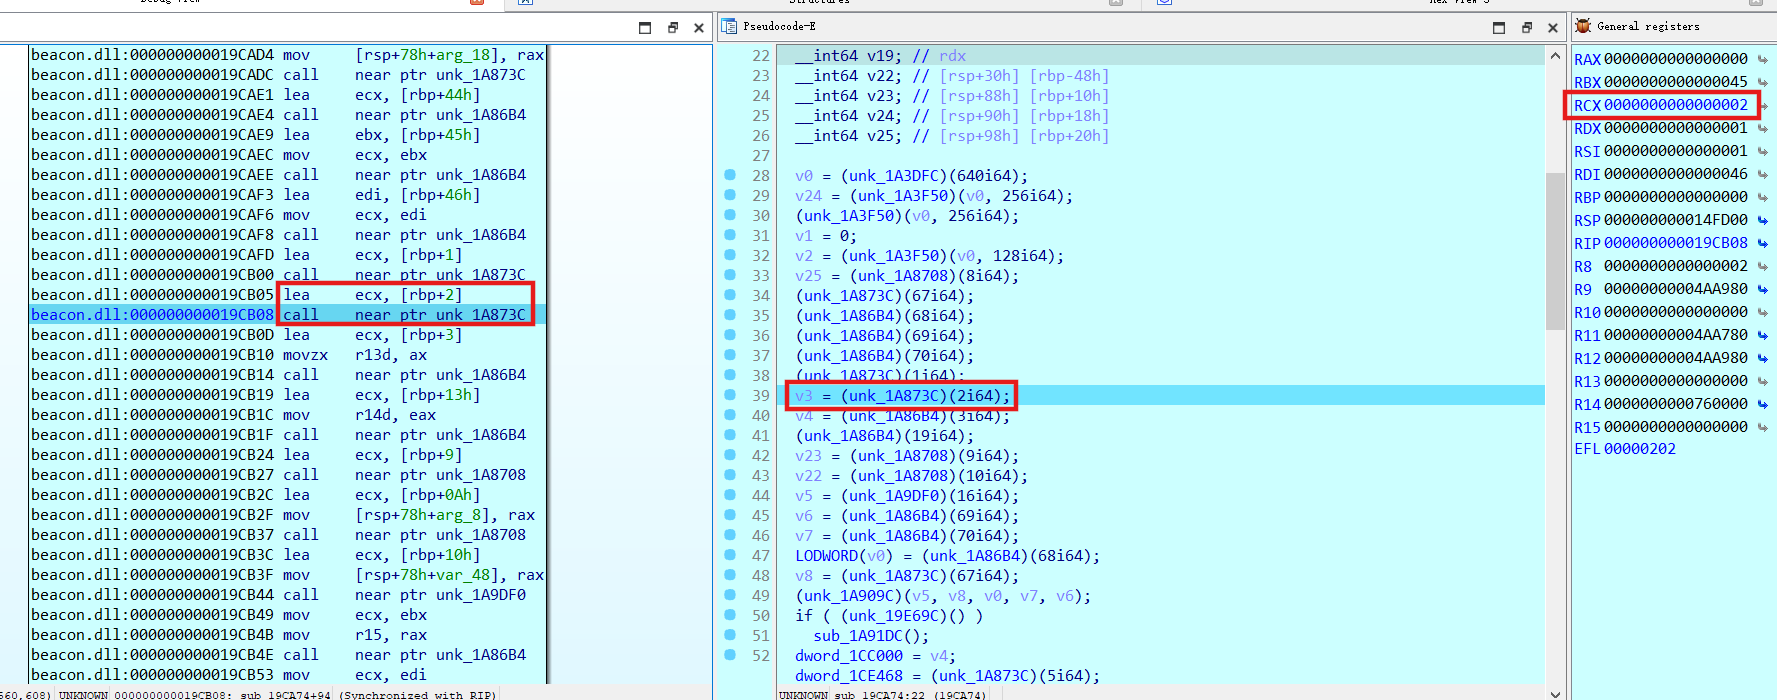 Pseudocode-E
General registers
beacon.dll:000000000019CAD4 mov [rsp+78h+arg_18], rax
beacon.dll:000000000019CADC call near ptr unk_1A873C
beacon.dll:000000000019CAE1 lea ecx, [rbp+44h]
beacon.dll:000000000019CAE4 call near ptr unk_1A86B4
beacon.dll:000000000019CAE9 lea ebx, [rbp+45h]
beacon.dll:000000000019CAEC mov ecx, ebx
beacon.dll:000000000019CAEE call near ptr unk_1A86B4
beacon.dll:000000000019CAF3 lea edi, [rbp+46h]
beacon.dll:000000000019CAF6 mov ecx, edi
beacon.dll:000000000019CAF8 call near ptr unk_1A86B4
beacon.dll:000000000019CAFD lea ecx, [rbp+1]
beacon.dll:000000000019CB00 call near ptr unk_1A873C
beacon.dll:000000000019CB05 lea ecx, [rbp+2]
beacon.dll:000000000019CB08 call near ptr unk_1A873C
beacon.dll:000000000019CB0D lea ecx, [rbp+3]
beacon.dll:000000000019CB10 movzx r13d, ax
beacon.dll:000000000019CB14 call near ptr unk_1A86B4
beacon.dll:000000000019CB19 lea ecx, [rbp+13h]
beacon.dll:000000000019CB1C mov r14d, eax
beacon.dll:000000000019CB1F call near ptr unk_1A86B4
beacon.dll:000000000019CB24 lea ecx, [rbp+9]
beacon.dll:000000000019CB27 call near ptr unk_1A8708
beacon.dll:000000000019CB2C lea ecx, [rbp+0Ah]
beacon.dll:000000000019CB2F mov [rsp+78h+arg_8], rax
beacon.dll:000000000019CB37 call near ptr unk_1A8708
beacon.dll:000000000019CB3C lea ecx, [rbp+10h]
beacon.dll:000000000019CB3F mov [rsp+78h+var_48], rax
beacon.dll:000000000019CB44 call near ptr unk_1A9DF0
beacon.dll:000000000019CB49 mov ecx, ebx
beacon.dll:000000000019CB4B mov r15, rax
beacon.dll:000000000019CB4E call near ptr unk_1A86B4
beacon.dll:000000000019CB53 mov ecx, edi
560,608) UNKNOWN 000000000019CB08: sub_19CA74+94 (Synchronized with RIP)
22 __int64 v19; // rdx
23 __int64 v22; // [rsp+30h] [rbp-48h]
24 __int64 v23; // [rsp+88h] [rbp+10h]
25 __int64 v24; // [rsp+90h] [rbp+18h]
26 __int64 v25; // [rsp+98h] [rbp+20h]
27
28 v0 = (unk_1A3DFC)(640i64);
29 v24 = (unk_1A3F50)(v0, 256i64);
30 (unk_1A3F50)(v0, 256i64);
31 v1 = 0;
32 v2 = (unk_1A3F50)(v0, 128i64);
33 v25 = (unk_1A8708)(8i64);
34 (unk_1A873C)(67i64);
35 (unk_1A86B4)(68i64);
36 (unk_1A86B4)(69i64);
37 (unk_1A86B4)(70i64);
38 (unk_1A873C)(1i64);
39 v3 = (unk_1A873C)(2i64);
40 v4 = (unk_1A86B4)(3i64);
41 (unk_1A86B4)(19i64);
42 v23 = (unk_1A8708)(9i64);
43 v22 = (unk_1A8708)(10i64);
44 v5 = (unk_1A9DF0)(16i64);
45 v6 = (unk_1A86B4)(69i64);
46 v7 = (unk_1A86B4)(70i64);
47 LODWORD(v0) = (unk_1A86B4)(68i64);
48 v8 = (unk_1A873C)(67i64);
49 (unk_1A909C)(v5, v8, v0, v7, v6);
50 if ( (unk_19E69C)() )
51 sub_1A91DC();
52 dword_1CC000 = v4;
dword_1CE468 = (unk_1A873C)(5i64);
UNKNOWN sub_19CA74:22 (19CA74)
RAX 0000000000000000
RBX 0000000000000045
RCX 0000000000000002
RDX 0000000000000001
RSI 0000000000000001
RDI 0000000000000046
RBP 0000000000000000
RSP 000000000014FD00
RIP 000000000019CB08
R8 0000000000000002
R9 00000000004AA980
R10 0000000000000000
R11 00000000004AA780
R12 00000000004AA980
R13 0000000000000000
R14 0000000000760000
R15 0000000000000000
EFL 00000202